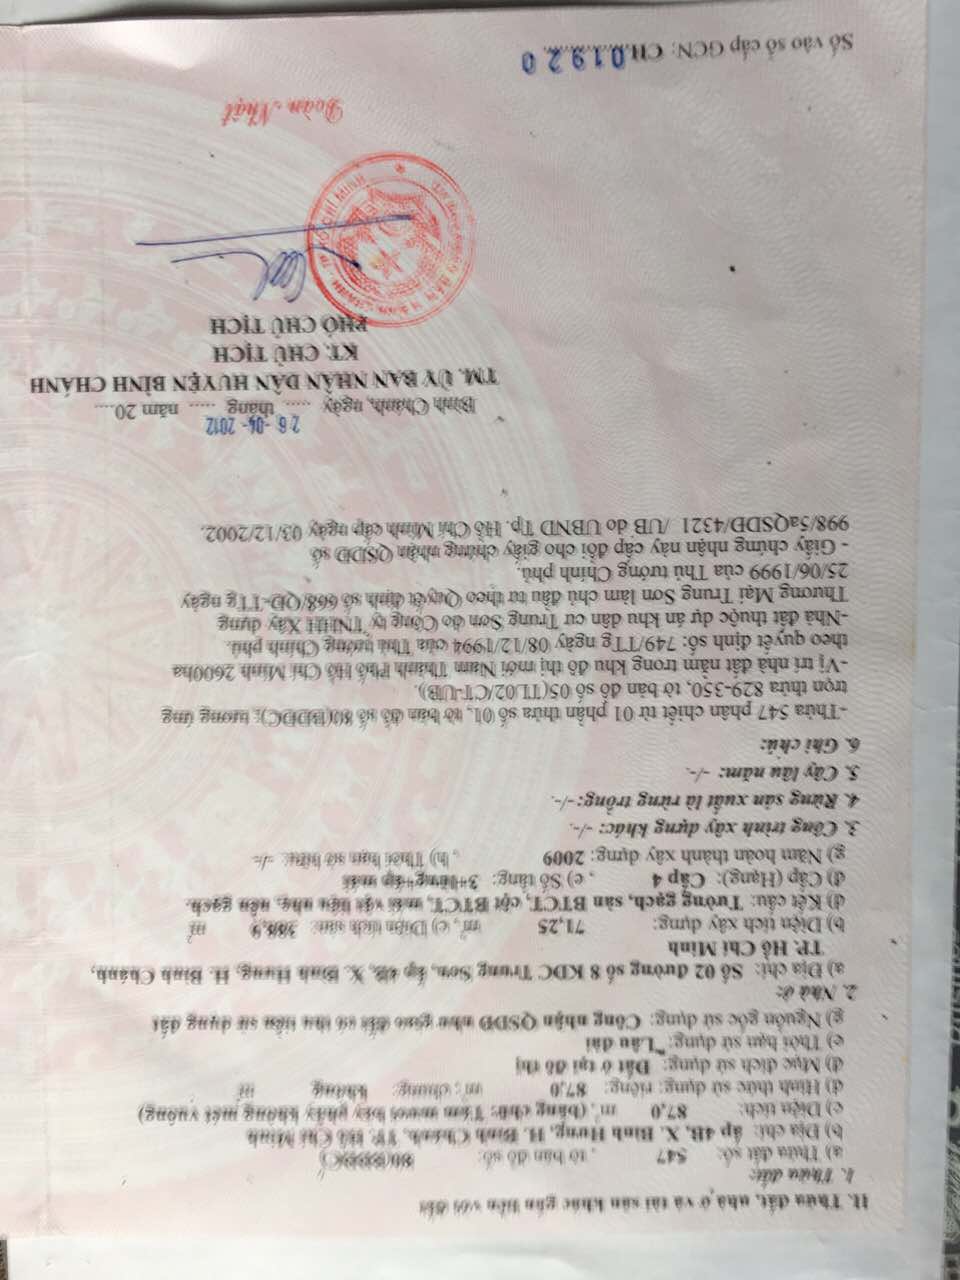 II. Thửa đất, nhà ở và tài sản khác gắn liền với đất
1. Thửa đất:
a) Thửa đất số: 547 , tờ bản đồ số: 80(BĐĐC)
b) Địa chỉ: ấp 4B, X. Bình Hưng, H. Bình Chánh, TP. Hồ Chí Minh
c) Diện tích: 87,0 m², (bằng chữ: Tám mươi bảy phẩy không mét vuông)
d) Hình thức sử dụng: riêng: 87,0 m²; chung: không m²
đ) Mục đích sử dụng: Đất ở tại đô thị
e) Thời hạn sử dụng: Lâu dài
g) Nguồn gốc sử dụng: Công nhận QSDĐ như giao đất có thu tiền sử dụng đất
2. Nhà ở:
a) Địa chỉ: Số 02 đường số 8 KDC Trung Sơn, ấp 4B, X. Bình Hưng, H. Bình Chánh,
TP. Hồ Chí Minh
b) Diện tích xây dựng: 71,25 m², c) Diện tích sàn: 388,9 m²
d) Kết cấu: Tường gạch, sàn BTCT, cột BTCT, mái vật liệu nhẹ, nền gạch.
đ) Cấp (Hạng): Cấp 4 , e) Số tầng: 3+lửng+áp mái
g) Năm hoàn thành xây dựng: 2009 , h) Thời hạn sở hữu: -/-
3. Công trình xây dựng khác: -/-.
4. Rừng sản xuất là rừng trồng: -/-.
5. Cây lâu năm: -/-.
6. Ghi chú:
-Thửa 547 phân chiết từ 01 phần thửa số 01, tờ bản đồ số 80(BĐĐC); tương ứng
trọn thửa 829-350, tờ bản đồ số 05(TL02/CT-UB).
-Vị trí nhà đất nằm trong khu đô thị mới Nam Thành Phố Hồ Chí Minh 2600ha
theo quyết định số: 749/TTg ngày 08/12/1994 của Thủ tướng Chính phủ.
-Nhà đất thuộc dự án khu dân cư Trung Sơn do Công ty TNHH Xây dựng
Thương Mại Trung Sơn làm chủ đầu tư theo Quyết định số 668/QĐ-TTg ngày
25/06/1999 của Thủ tướng Chính phủ.
- Giấy chứng nhận này cấp đổi cho giấy chứng nhận QSDĐ số
998/5aQSDĐ/4321 /UB do UBND Tp. Hồ Chí Minh cấp ngày 03/12/2002.
26 -04- 2012
Bình Chánh, ngày ..... tháng ..... năm 20....
TM. ỦY BAN NHÂN DÂN HUYỆN BÌNH CHÁNH
KT. CHỦ TỊCH
PHÓ CHỦ TỊCH
Đoàn Nhật
Số vào sổ cấp GCN: CH.01920